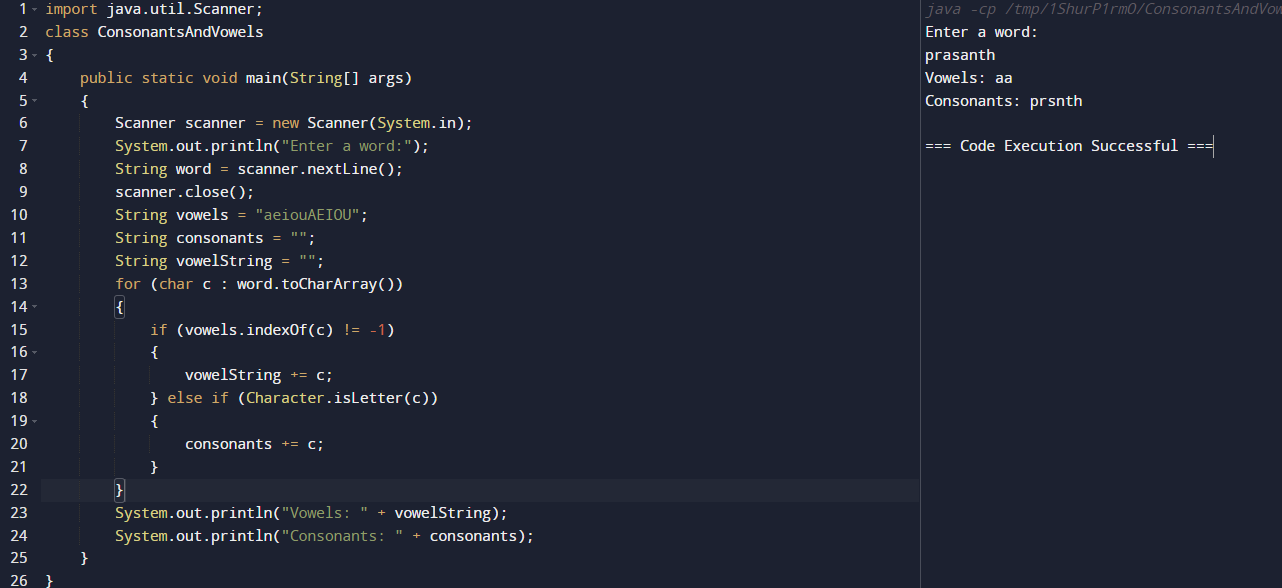 1 import java.util.Scanner;
2 class ConsonantsAndVowels
3 {
4     public static void main(String[] args)
5     {
6         Scanner scanner = new Scanner(System.in);
7         System.out.println("Enter a word:");
8         String word = scanner.nextLine();
9         scanner.close();
10         String vowels = "aeiouAEIOU";
11         String consonants = "";
12         String vowelString = "";
13         for (char c : word.toCharArray())
14         {
15             if (vowels.indexOf(c) != -1)
16             {
17                 vowelString += c;
18             } else if (Character.isLetter(c))
19             {
20                 consonants += c;
21             }
22         }
23         System.out.println("Vowels: " + vowelString);
24         System.out.println("Consonants: " + consonants);
25     }
26 }
java -cp /tmp/1ShurP1rmO/ConsonantsAndVow
Enter a word:
prasanth
Vowels: aa
Consonants: prsnth
=== Code Execution Successful ===